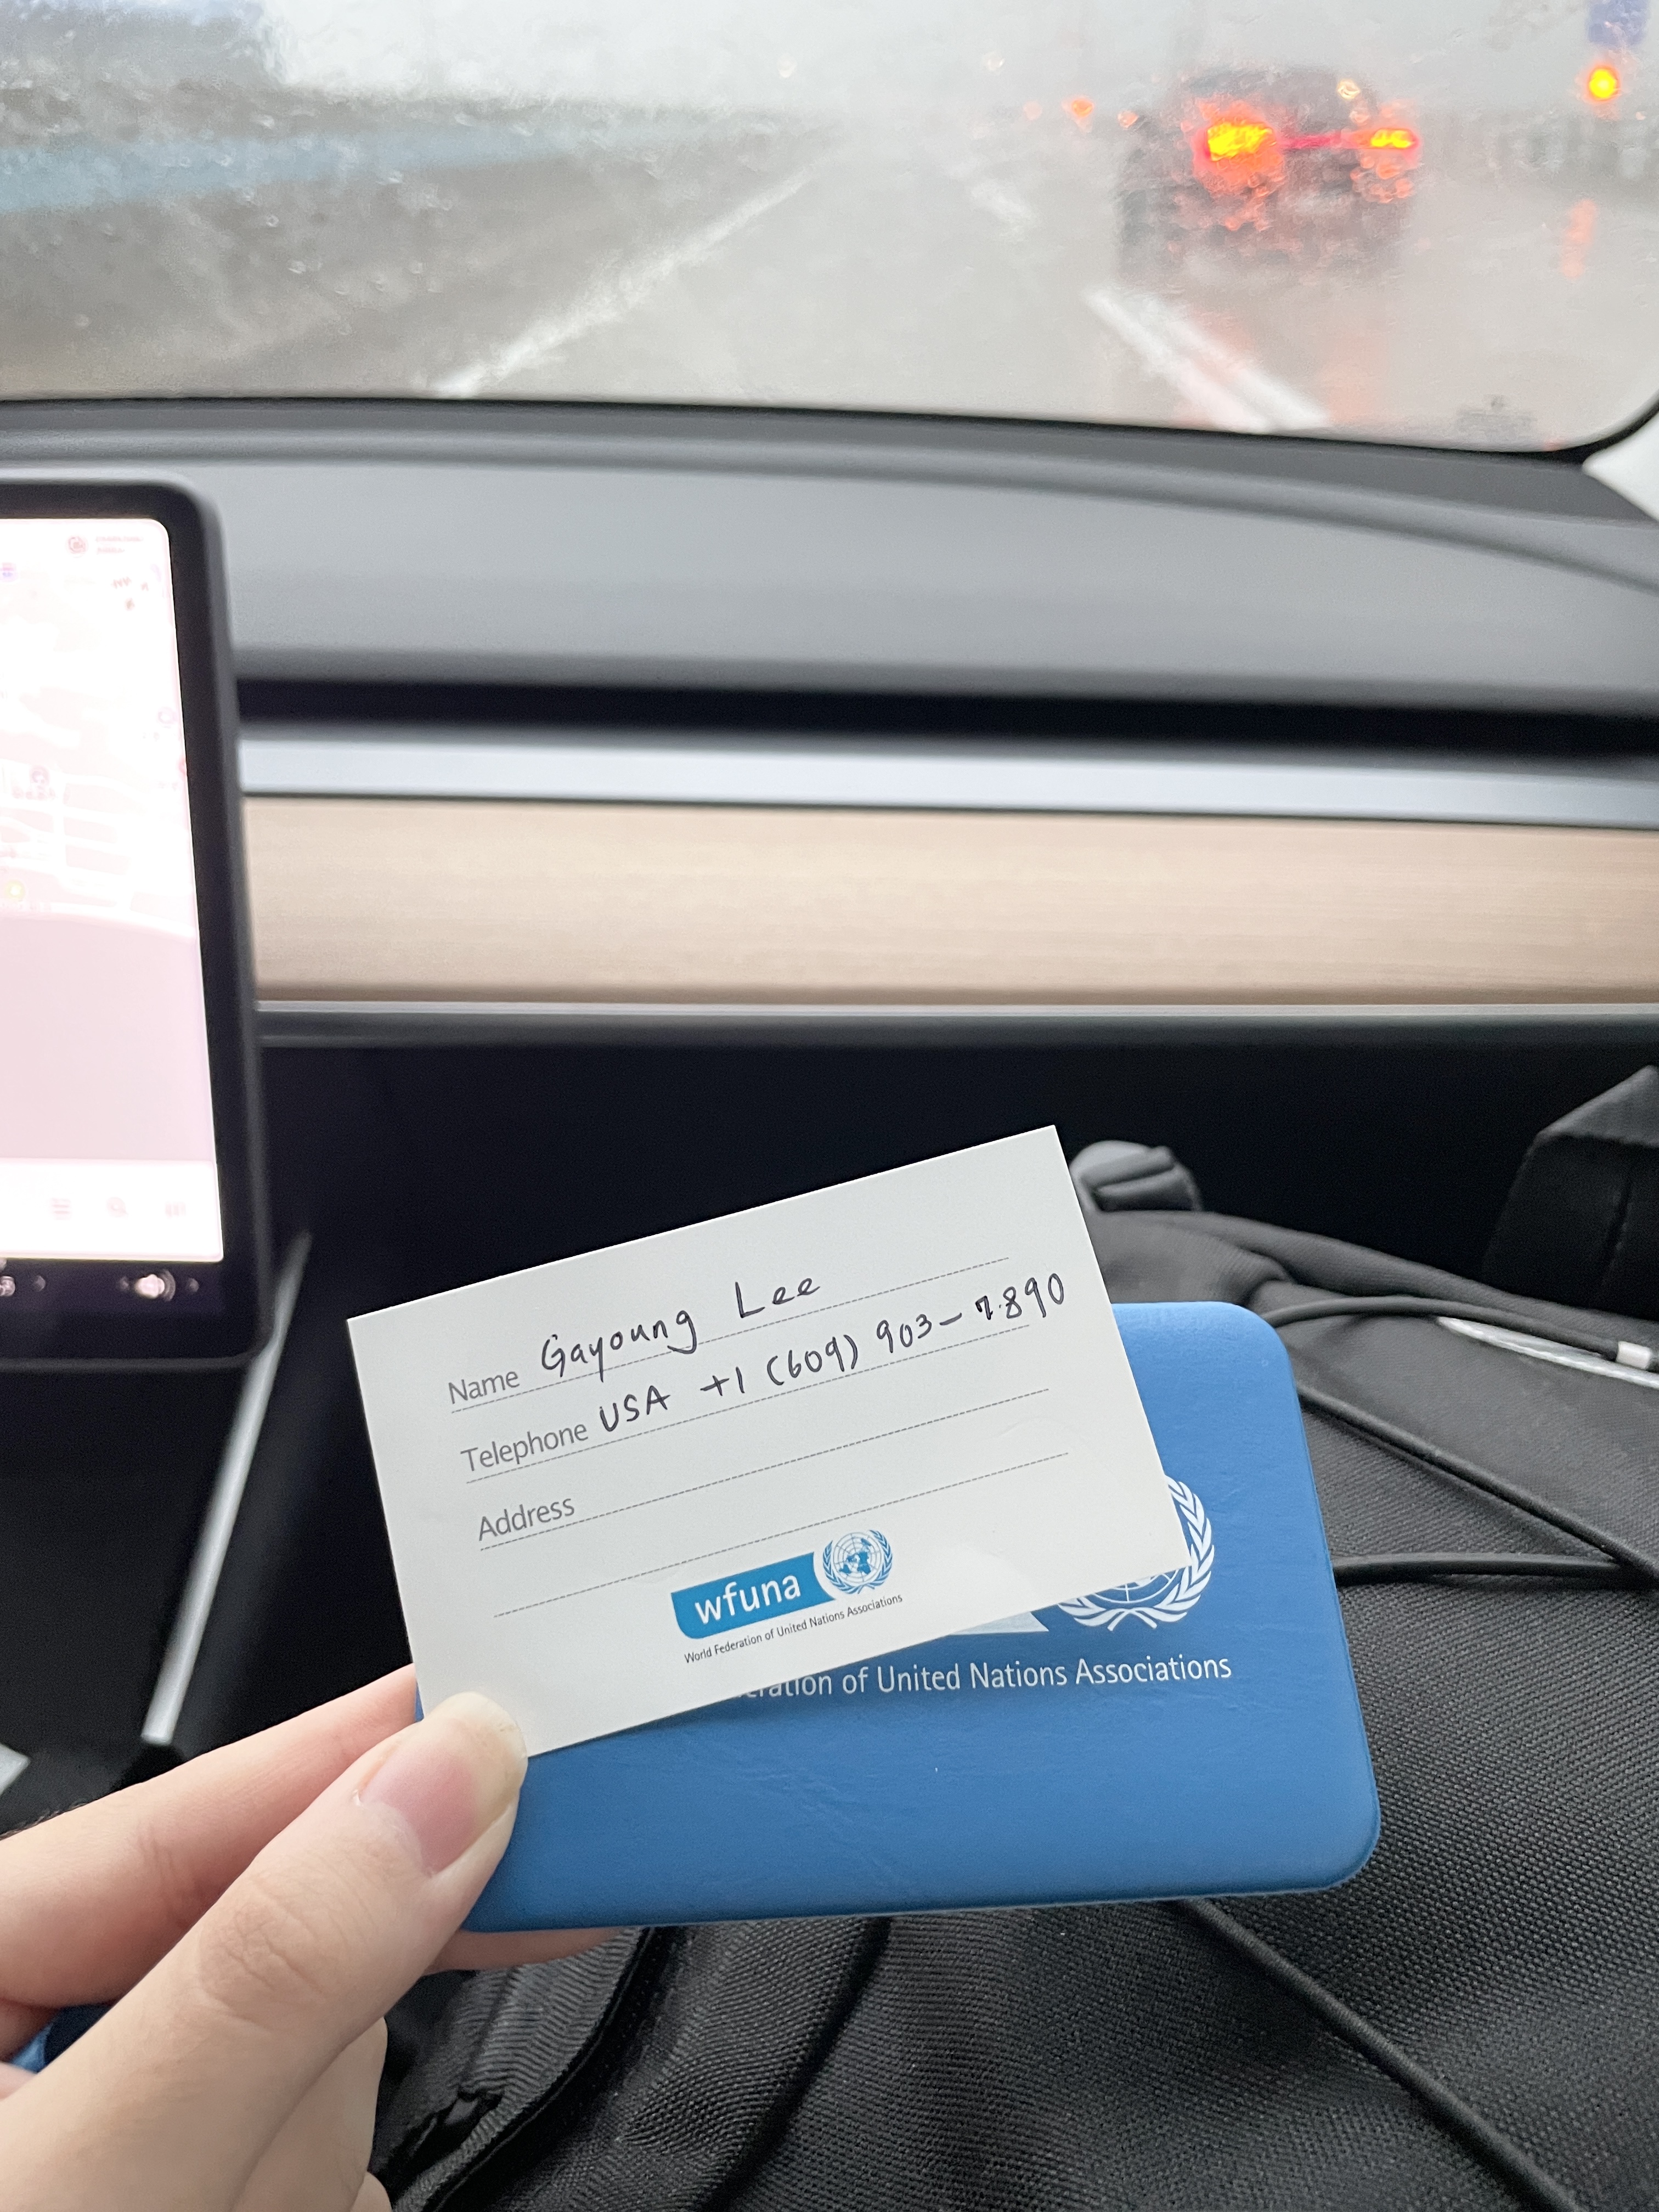 Name Gayoung Lee
Telephone USA +1 (609) 903-7890
Address
wfuna
World Federation of United Nations Associations
of United Nations Associations